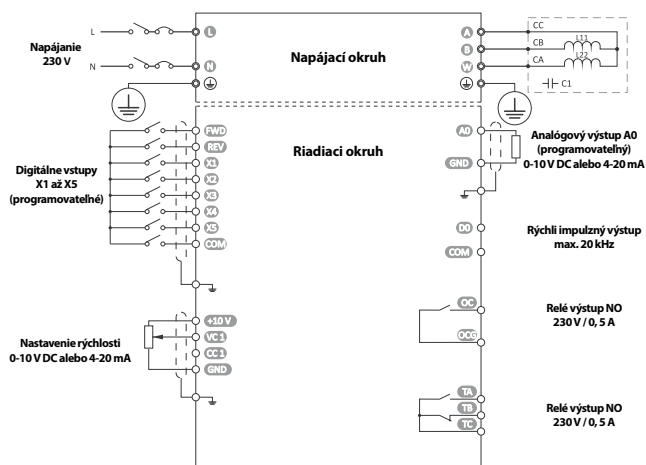 Napájanie
230 V
L
N
L
N
Napájací okruh
A
B
W
CC
CB
CA
L11
L22
C1
Digitálne vstupy
X1 až X5
(programovateľné)
FWD
REV
X1
X2
X3
X4
X5
COM
Riadiaci okruh
A0
GND
Analógový výstup A0
(programovateľný)
0-10 V DC alebo 4-20 mA
D0
COM
Rýchli impulzný výstup
max. 20 kHz
Nastavenie rýchlosti
0-10 V DC alebo 4-20 mA
+10 V
VC 1
CC 1
GND
OC
OCG
Relé výstup NO
230 V / 0, 5 A
TA
TB
TC
Relé výstup NO
230 V / 0, 5 A